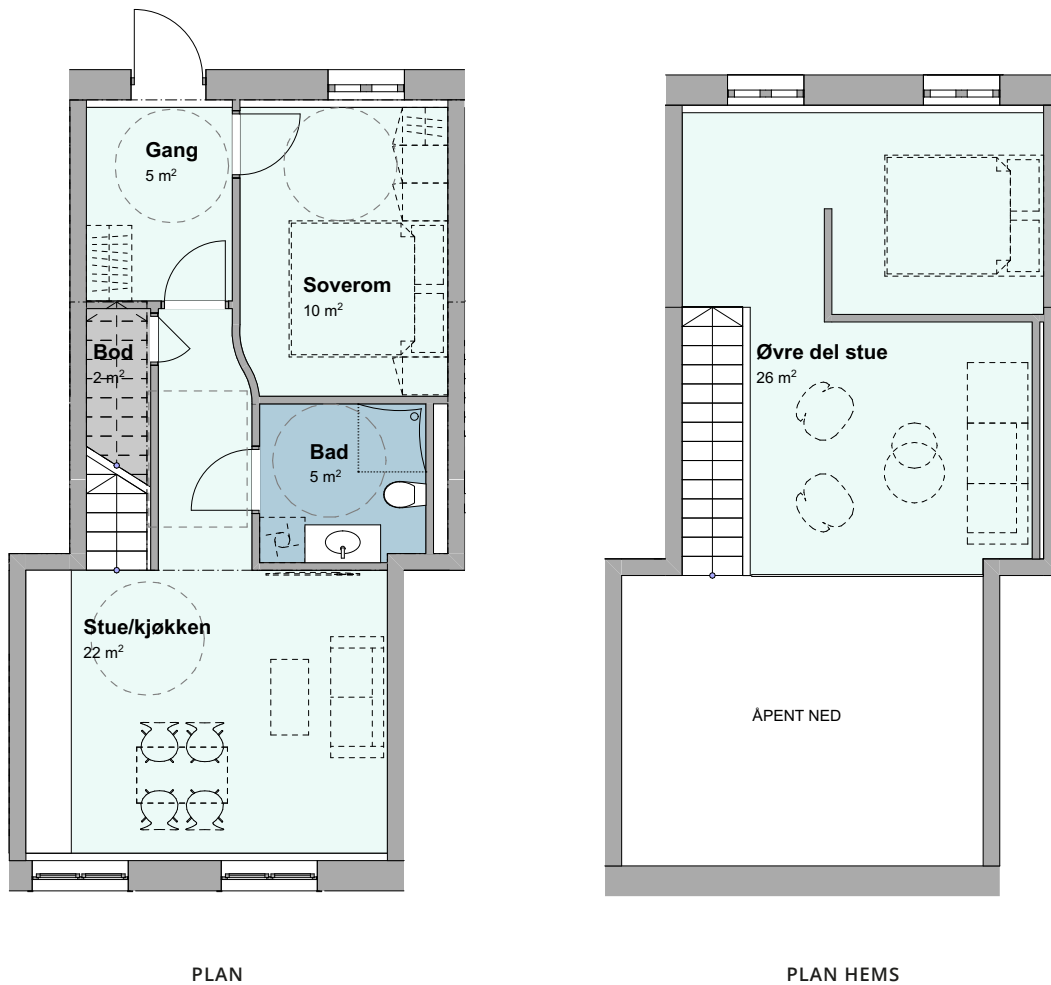 Gang
5 m²
Soverom
10 m²
Bod
2 m²
Bad
5 m²
Stue/kjøkken
22 m²
Øvre del stue
26 m²
ÅPENT NED
PLAN
PLAN HEMS